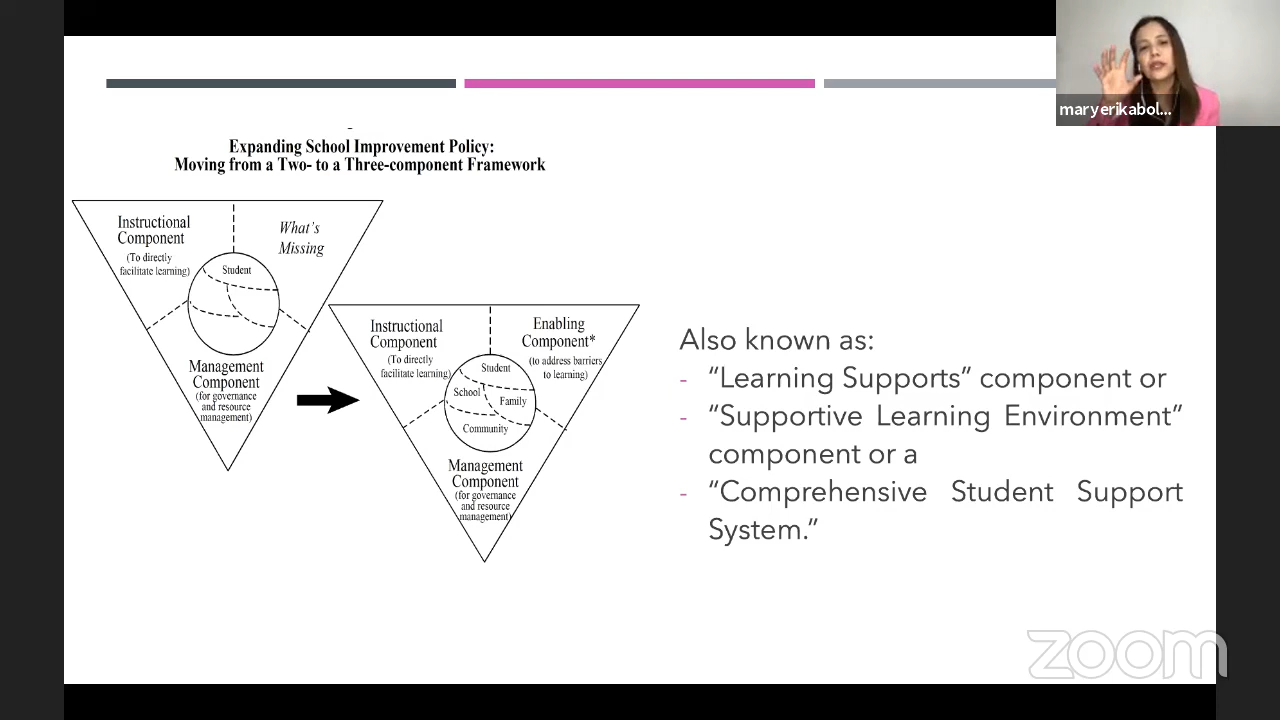 maryerikabol...
Expanding School Improvement Policy:
Moving from a Two- to a Three-component Framework
Instructional
Component
(To directly
facilitate learning)
What's
Missing
Student
Management
Component
(for governance
and resource
management)
Instructional
Component
(To directly
facilitate learning)
Enabling
Component*
(to address barriers
to learning)
Student
School
Family
Community
Management
Component
(for governance
and resource
management)
Also known as:
- “Learning Supports” component or
- “Supportive Learning Environment”
component or a
- “Comprehensive Student Support
System.”
zoom